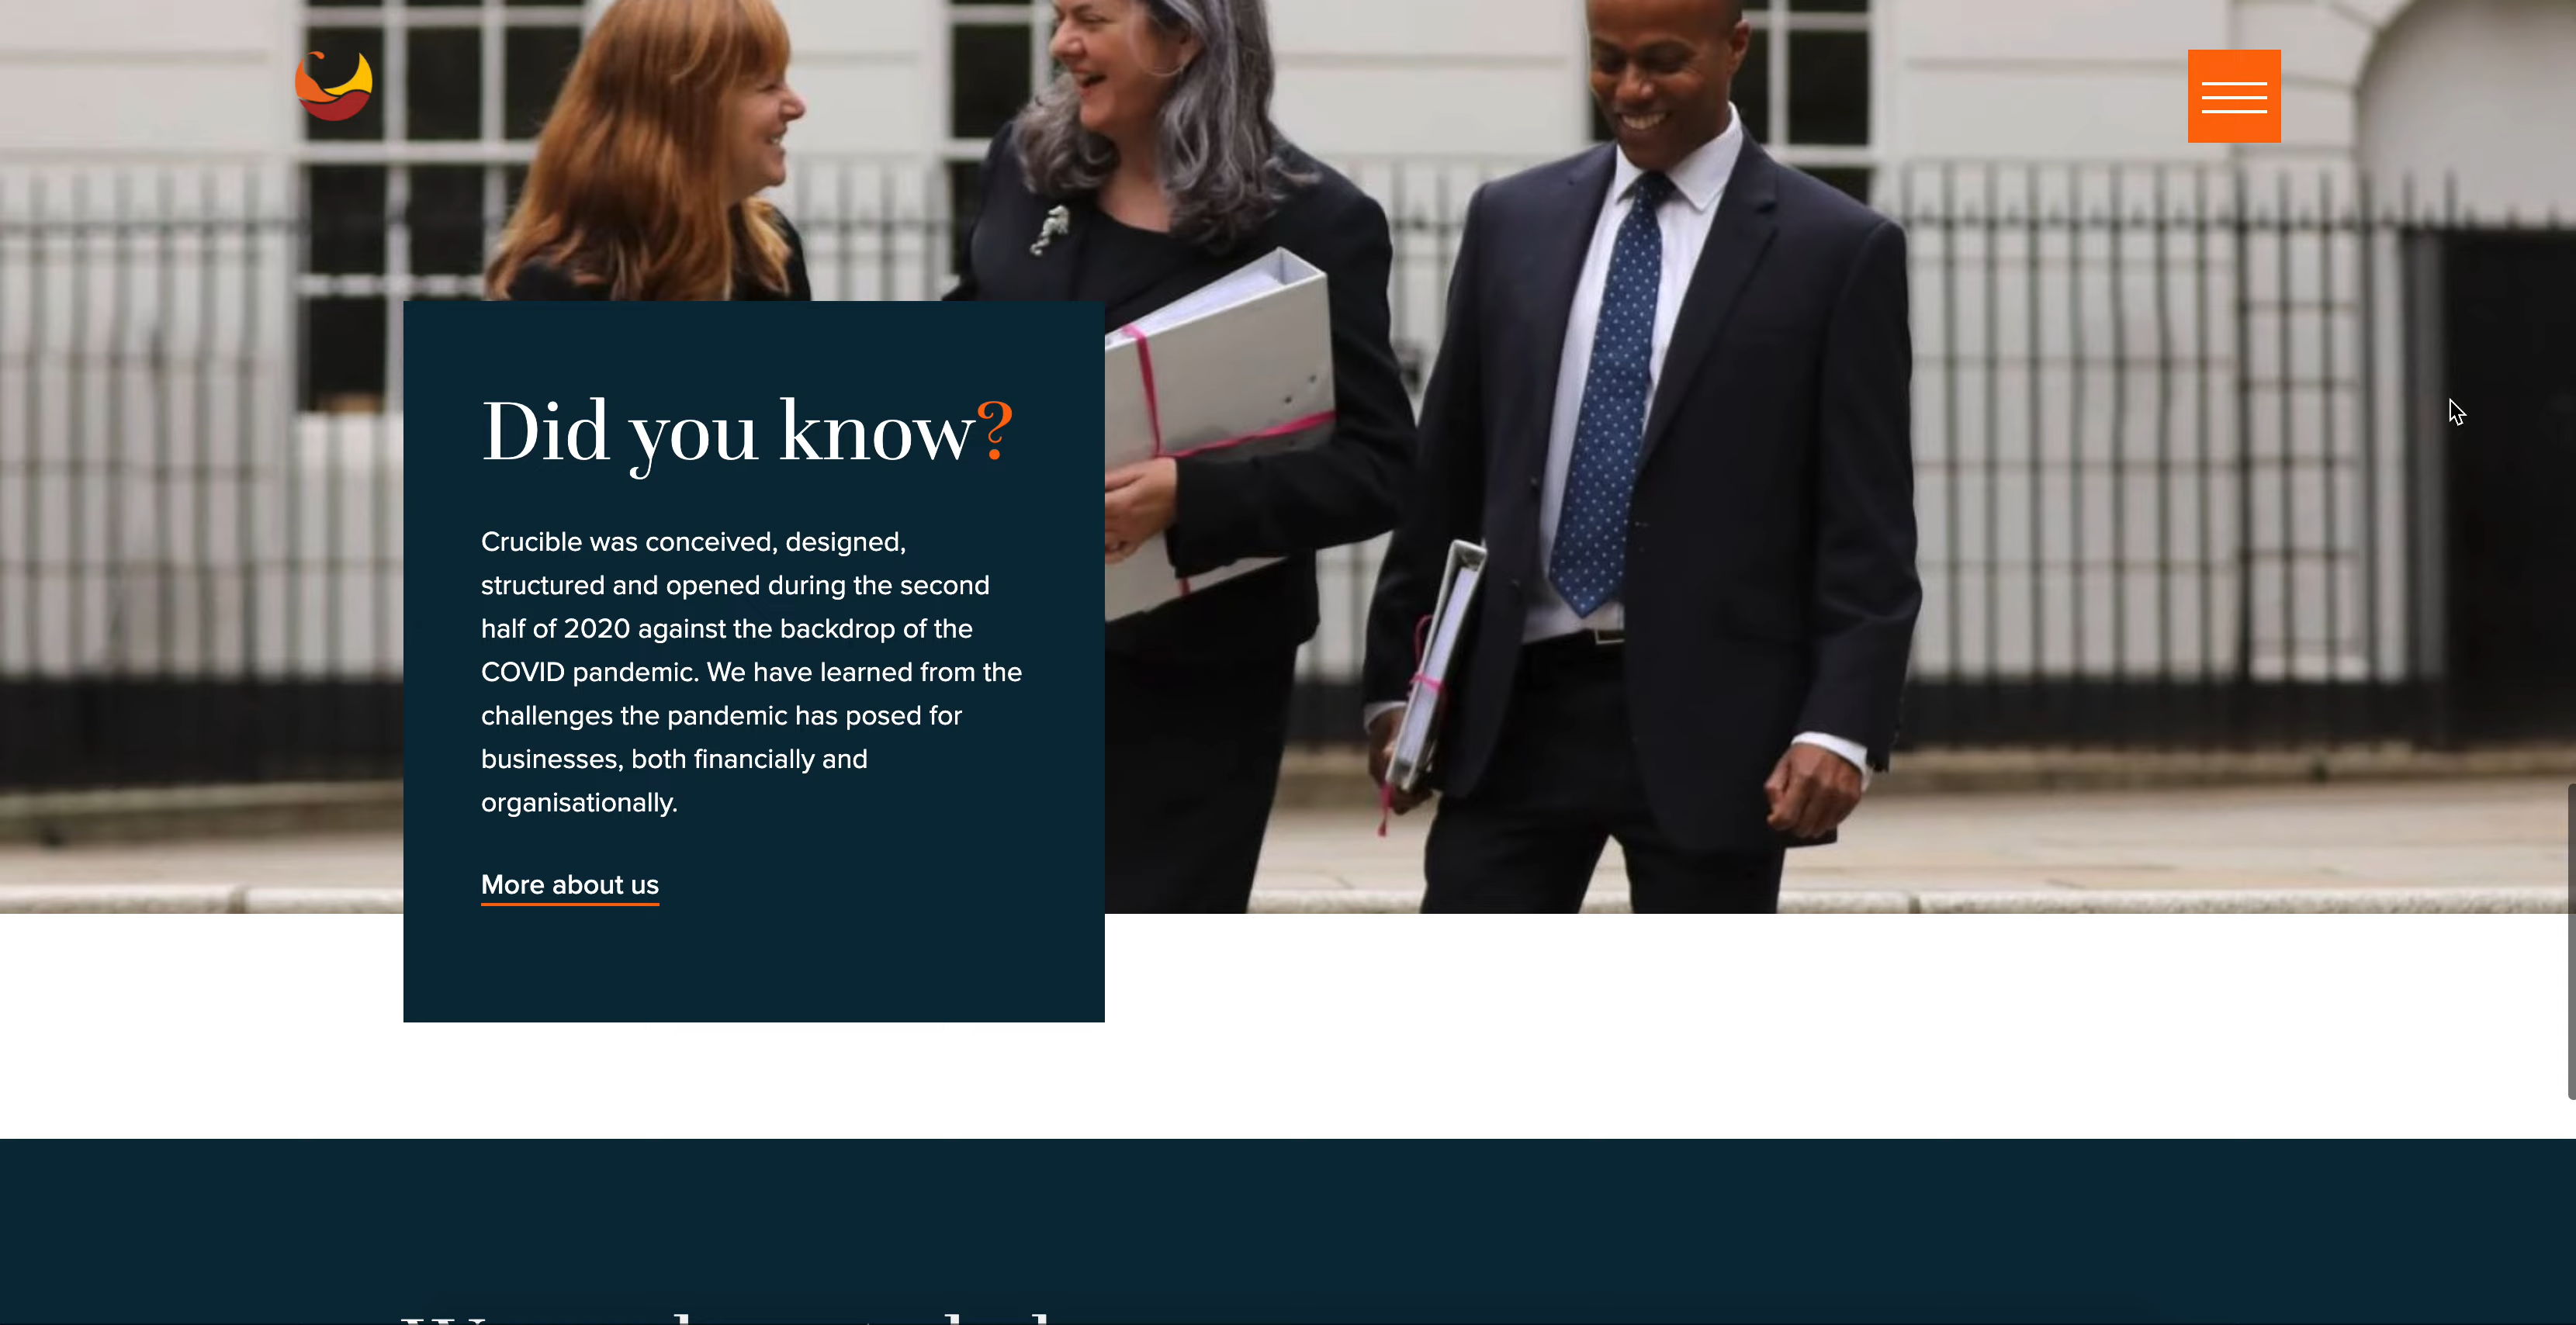 Did you know?
Crucible was conceived, designed,
structured and opened during the second
half of 2020 against the backdrop of the
COVID pandemic. We have learned from the
challenges the pandemic has posed for
businesses, both financially and
organisationally.
More about us